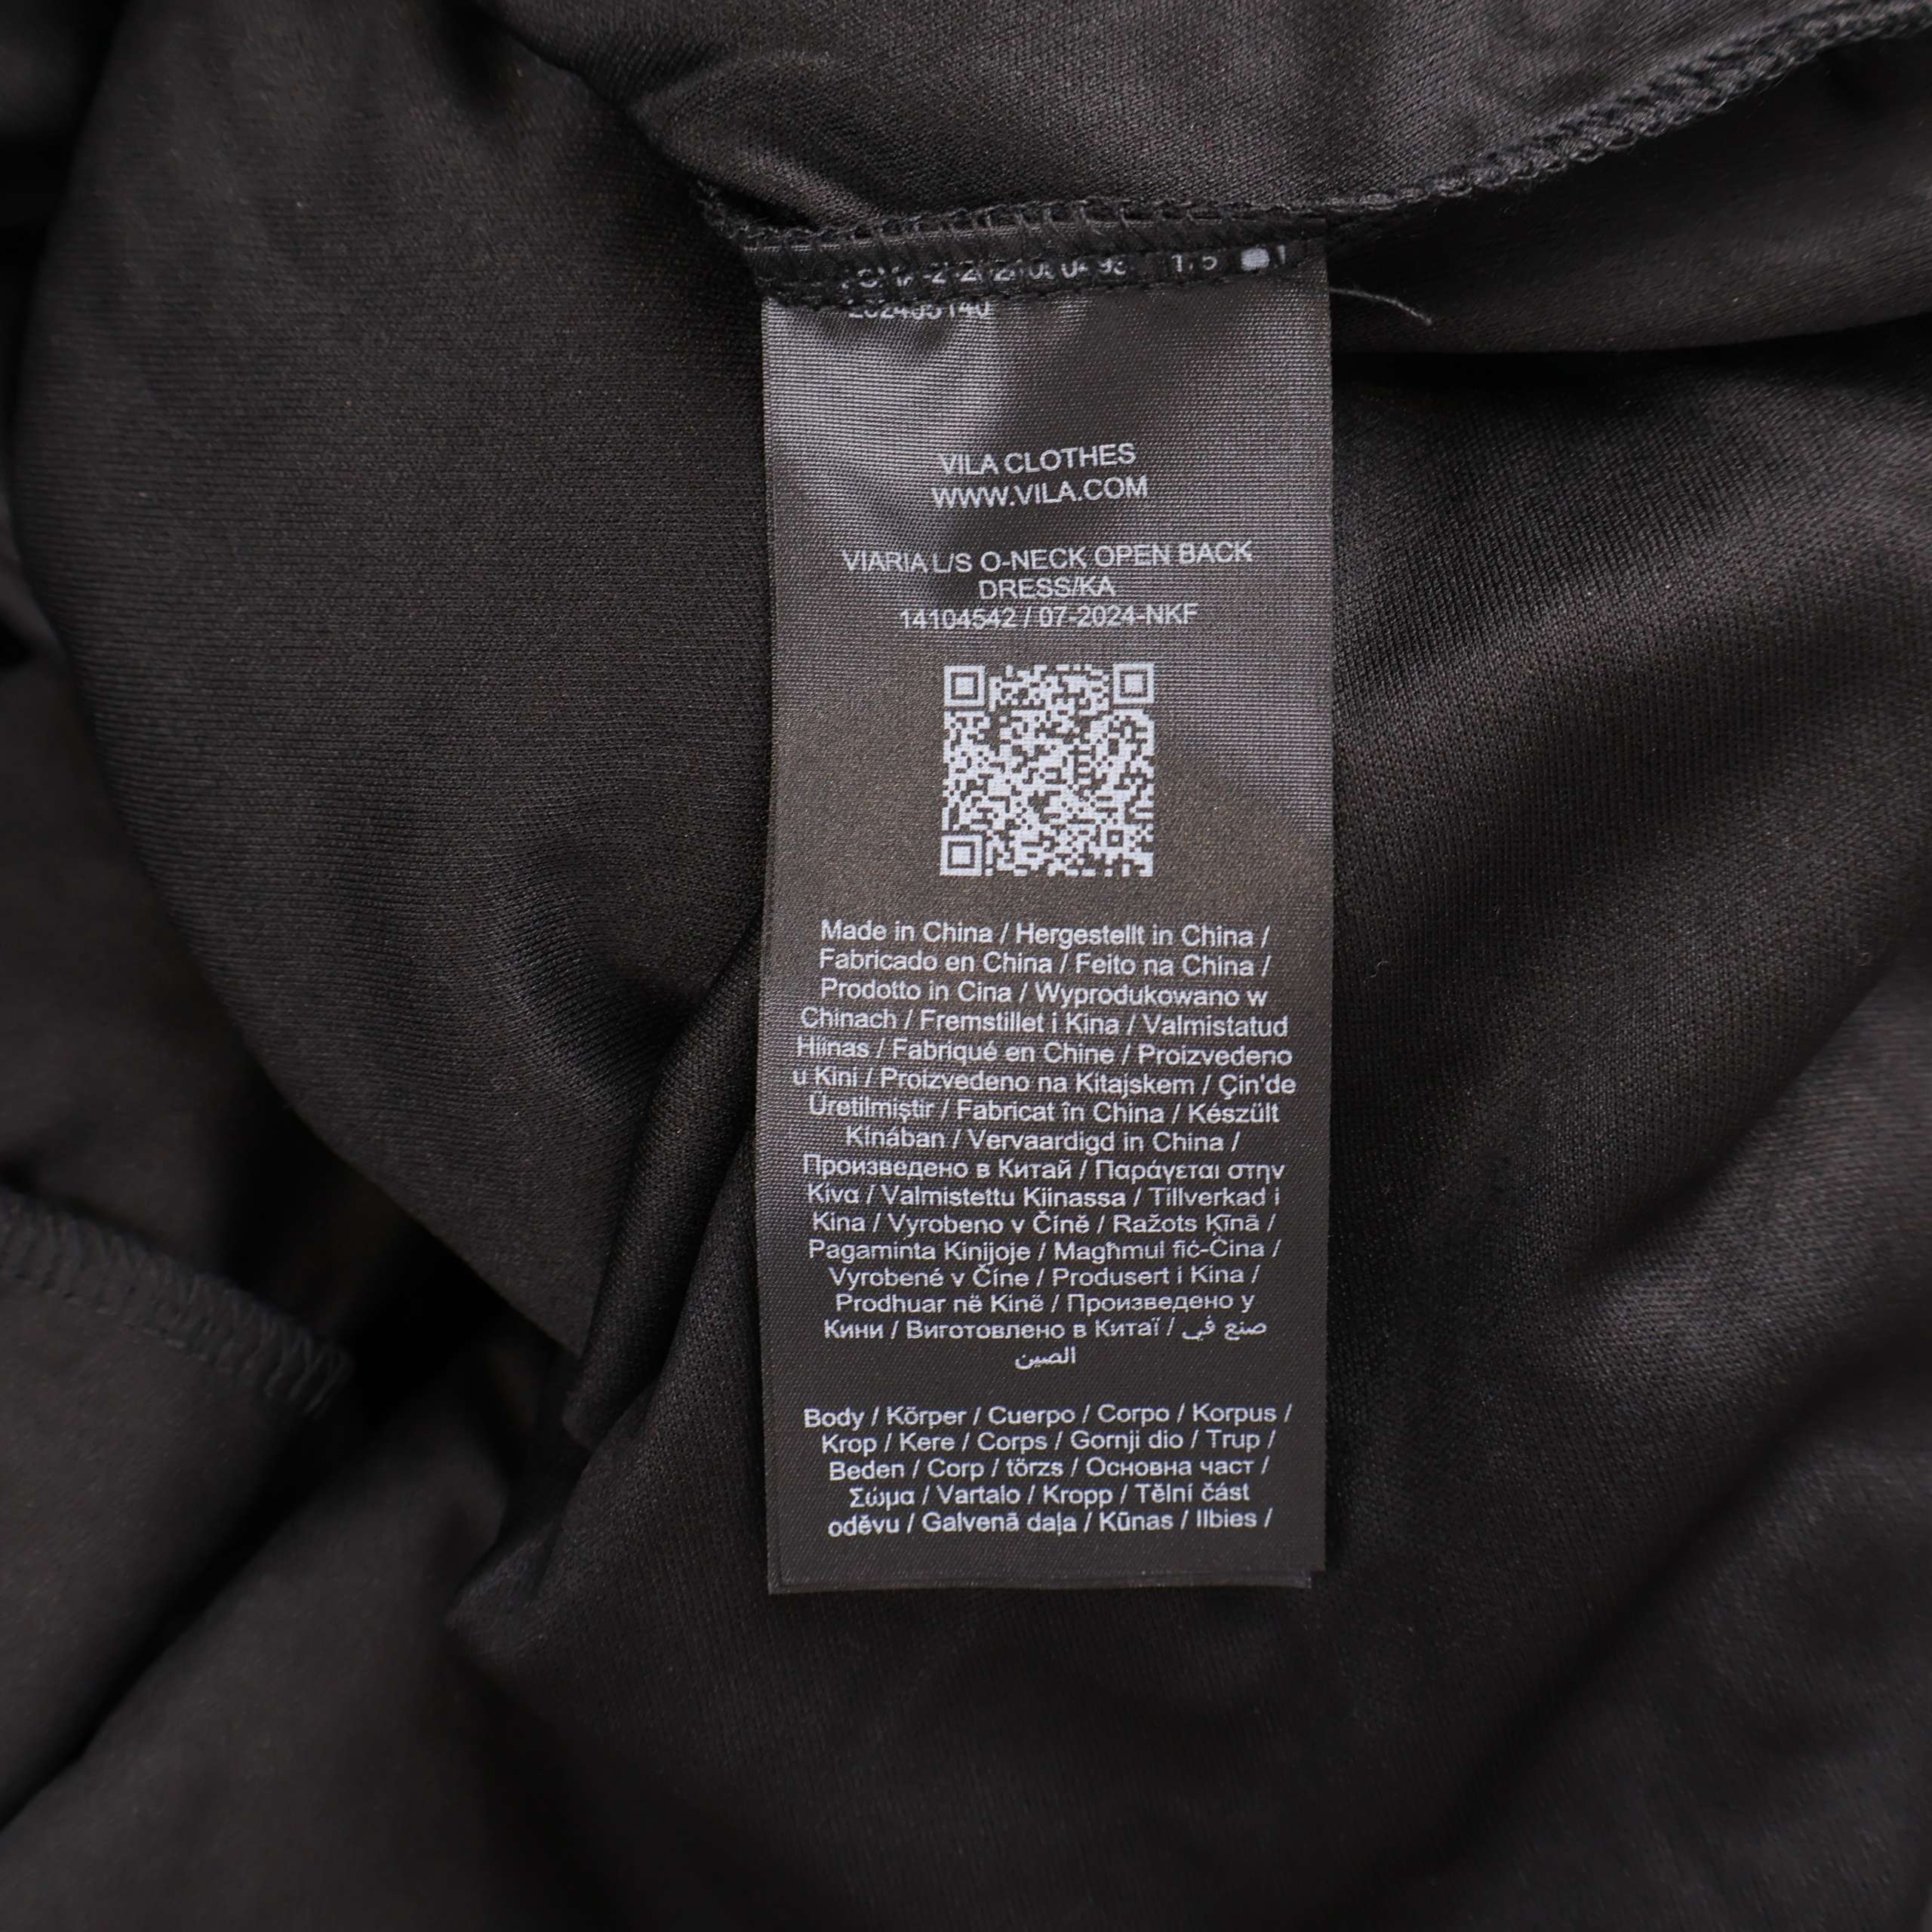 VILA CLOTHES
WWW.VILA.COM
VIARIA L/S O-NECK OPEN BACK
DRESS/KA
14104542 / 07-2024-NKF
Made in China / Hergestellt in China /
Fabricado en China / Feito na China /
Prodotto in Cina / Wyprodukowano w
Chinach / Fremstillet i Kina / Valmistatud
Hiinas / Fabriqué en Chine / Proizvedeno
u Kini / Proizvedeno na Kitajskem / Çin'de
Üretilmiştir / Fabricat în China / Készült
Kínában / Vervaardigd in China /
Произведено в Китай / Παράγεται στην
Κίνα / Valmistettu Kiinassa / Tillverkad i
Kina / Vyrobeno v Číně / Ražots Ķīnā /
Pagaminta Kinijoje / Magħmul fiċ-Ċina /
Vyrobené v Číne / Produsert i Kina /
Prodhuar në Kinë / Произведено у
Кини / Виготовлено в Китаї / صنع في
الصين
Body / Körper / Cuerpo / Corpo / Korpus /
Krop / Kere / Corps / Gornji dio / Trup /
Beden / Corp / törzs / Основна част /
Σώμα / Vartalo / Kropp / Tělní část
oděvu / Galvenā daļa / Kūnas / Ilbies /